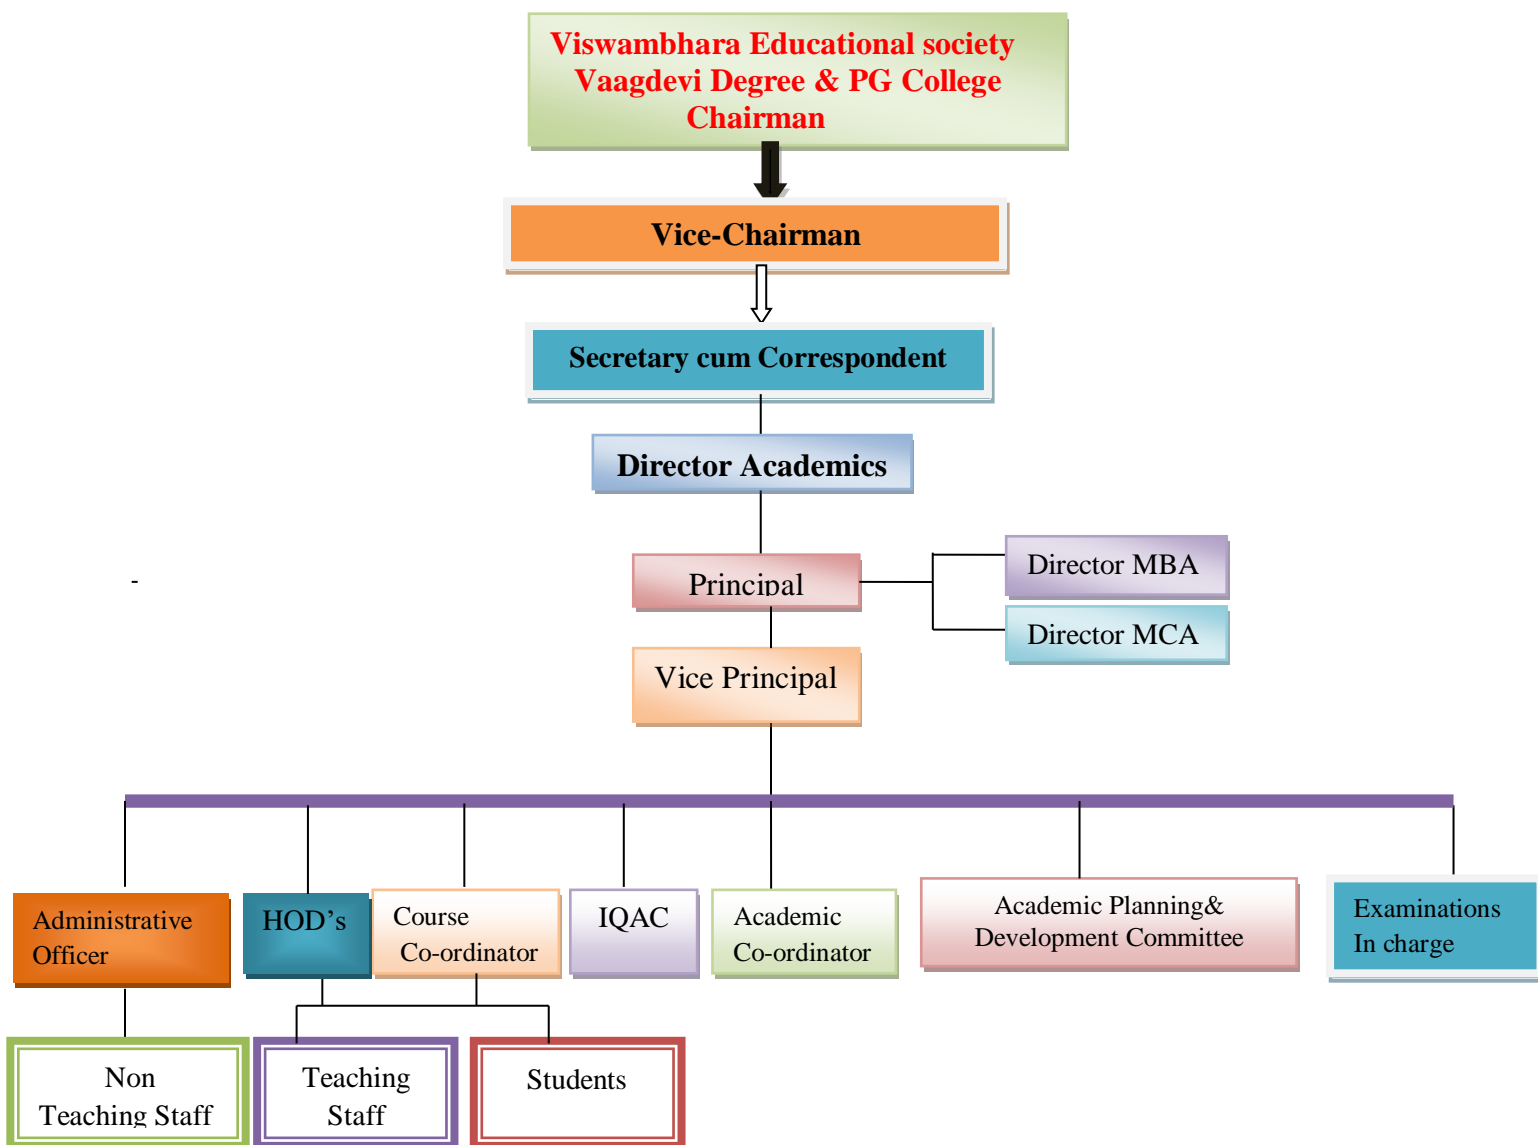 Viswambhara Educational society
Vaagdevi Degree & PG College
Chairman
Vice-Chairman
Secretary cum Correspondent
Director Academics
Principal
Director MBA
Director MCA
-
Vice Principal
Administrative
Officer
HOD's
Course
Co-ordinator
IQAC
Academic
Co-ordinator
Academic Planning&
Development Committee
Examinations
In charge
Non
Teaching Staff
Teaching
Staff
Students